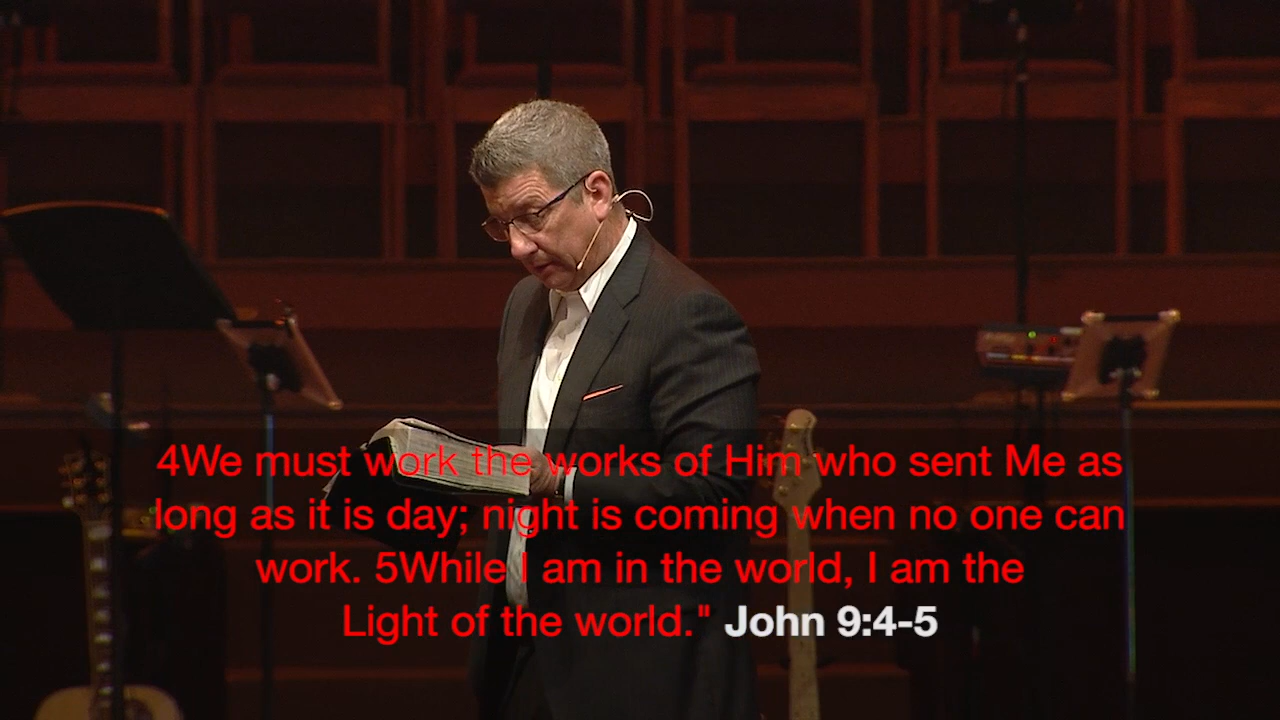 4We must work the works of Him who sent Me as
long as it is day; night is coming when no one can
work. 5While I am in the world, I am the
Light of the world." John 9:4-5